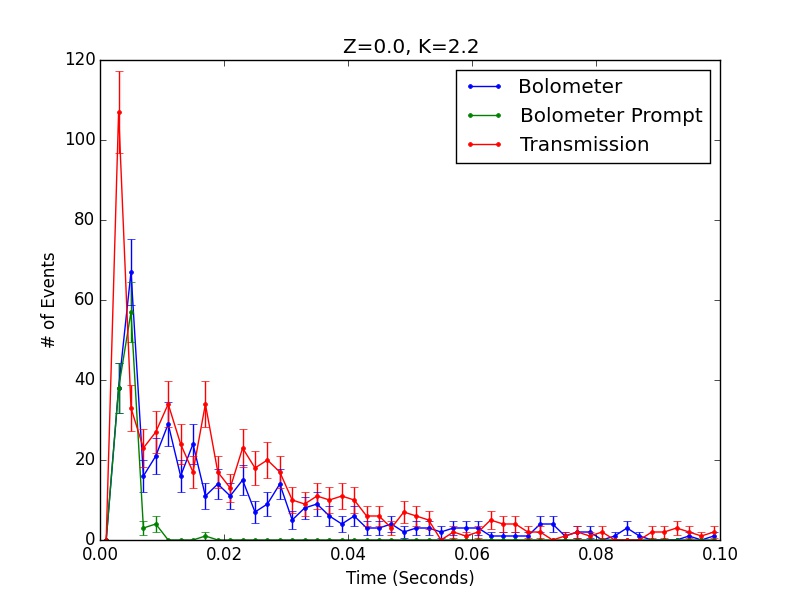 Z=0.0, K=2.2
120
100
80
60
40
20
0
# of Events
Bolometer
Bolometer Prompt
Transmission
0.00 0.02 0.04 0.06 0.08 0.10
Time (Seconds)